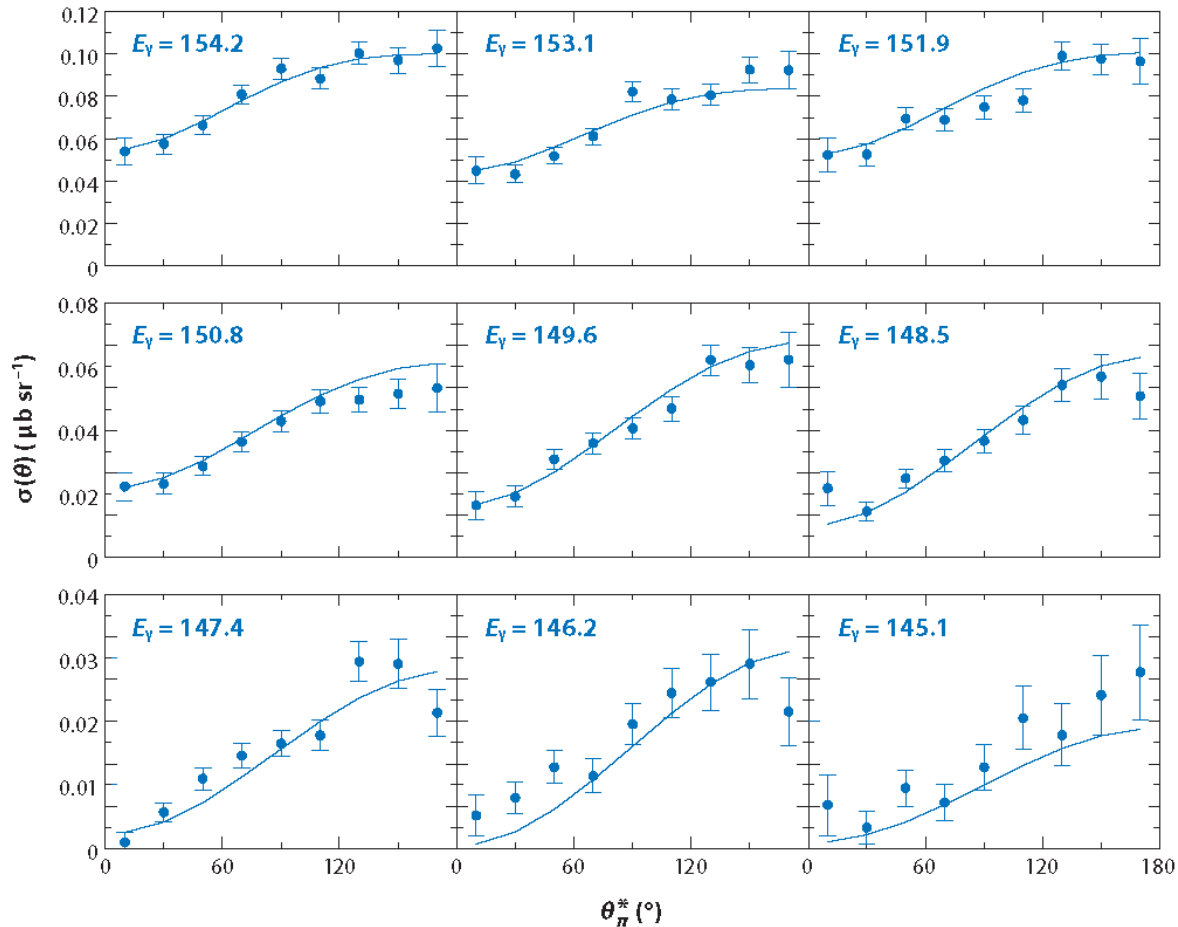 0.12
0.10
0.08
0.06
0.04
0.02
0
Eγ = 154.2
Eγ = 153.1
Eγ = 151.9
0.08
0.06
0.04
0.02
0
Eγ = 150.8
Eγ = 149.6
Eγ = 148.5
σ(θ) ( μb sr⁻¹)
0.04
0.03
0.02
0.01
0
Eγ = 147.4
Eγ = 146.2
Eγ = 145.1
0 60 120 0 60 120 0 60 120 180
θ*π (°)